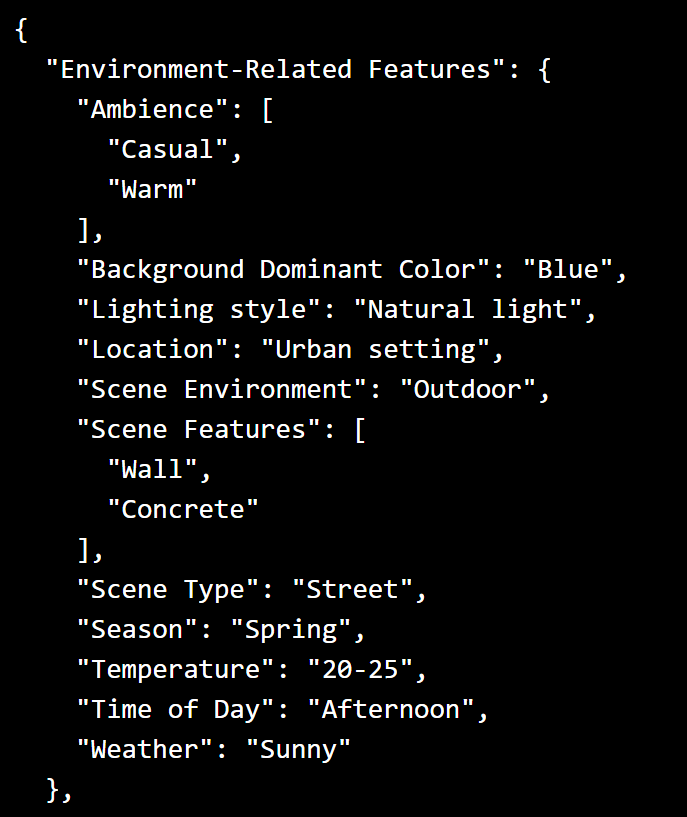 {
  "Environment-Related Features": {
    "Ambience": [
      "Casual",
      "Warm"
    ],
    "Background Dominant Color": "Blue",
    "Lighting style": "Natural light",
    "Location": "Urban setting",
    "Scene Environment": "Outdoor",
    "Scene Features": [
      "Wall",
      "Concrete"
    ],
    "Scene Type": "Street",
    "Season": "Spring",
    "Temperature": "20-25",
    "Time of Day": "Afternoon",
    "Weather": "Sunny"
  },